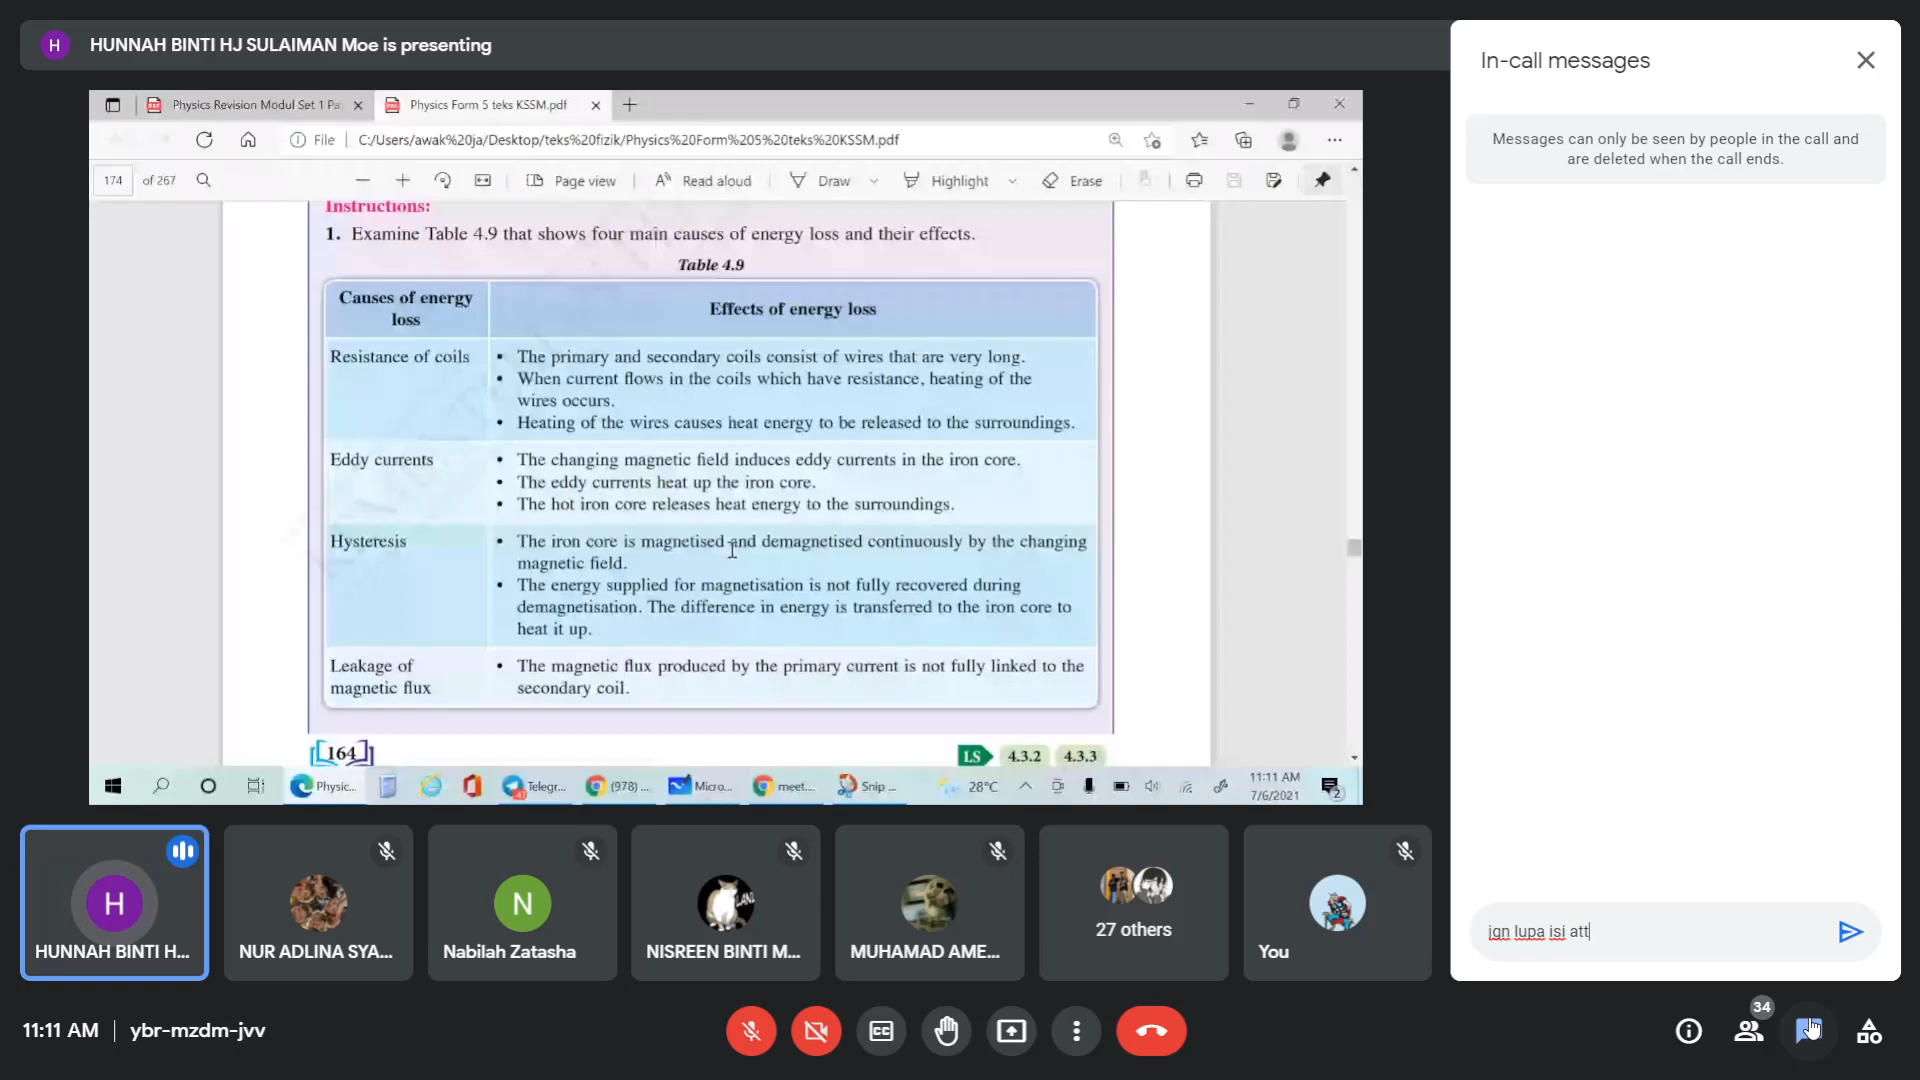 H
HUNNAH BINTI HJ SULAIMAN Moe is presenting
Physics Revision Modul Set 1 Pa
Physics Form 5 teks KSSM.pdf
File
C:/Users/awak%20ja/Desktop/teks%20fizik/Physics%20Form%205%20teks%20KSSM.pdf
174 of 267
Page view
Read aloud
Draw
Highlight
Erase
Instructions:
1. Examine Table 4.9 that shows four main causes of energy loss and their effects.
Table 4.9
Causes of energy
loss
Effects of energy loss
Resistance of coils
• The primary and secondary coils consist of wires that are very long.
• When current flows in the coils which have resistance, heating of the
wires occurs.
• Heating of the wires causes heat energy to be released to the surroundings.
Eddy currents
• The changing magnetic field induces eddy currents in the iron core.
• The eddy currents heat up the iron core.
• The hot iron core releases heat energy to the surroundings.
Hysteresis
• The iron core is magnetised and demagnetised continuously by the changing
magnetic field.
• The energy supplied for magnetisation is not fully recovered during
demagnetisation. The difference in energy is transferred to the iron core to
heat it up.
Leakage of
magnetic flux
• The magnetic flux produced by the primary current is not fully linked to the
secondary coil.
164
LS 4.3.2 4.3.3
Physic...
Telegr...
(978) ...
Micro...
meet....
Snip ...
28°C
11:11 AM
7/6/2021
2
H
HUNNAH BINTI H...
NUR ADLINA SYA...
N
Nabilah Zatasha
NISREEN BINTI M...
MUHAMAD AME...
27 others
You
11:11 AM
ybr-mzdm-jvv
CC
34
In-call messages
Messages can only be seen by people in the call and
are deleted when the call ends.
jgn lupa isi att